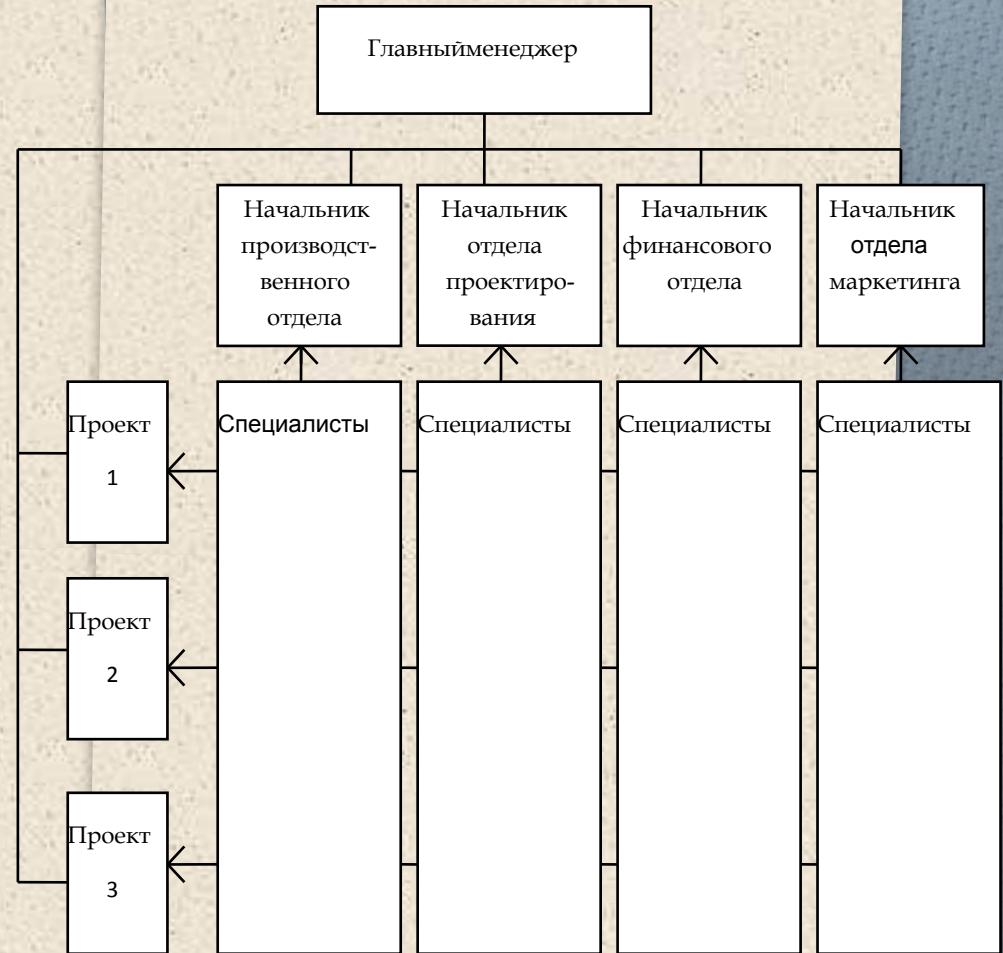 Главныйменеджер
Начальник
производст-
венного
отдела
Начальник
отдела
проектиро-
вания
Начальник
финансового
отдела
Начальник
отдела
маркетинга
Проект
1
Специалисты
Специалисты
Специалисты
Специалисты
Проект
2
Проект
3